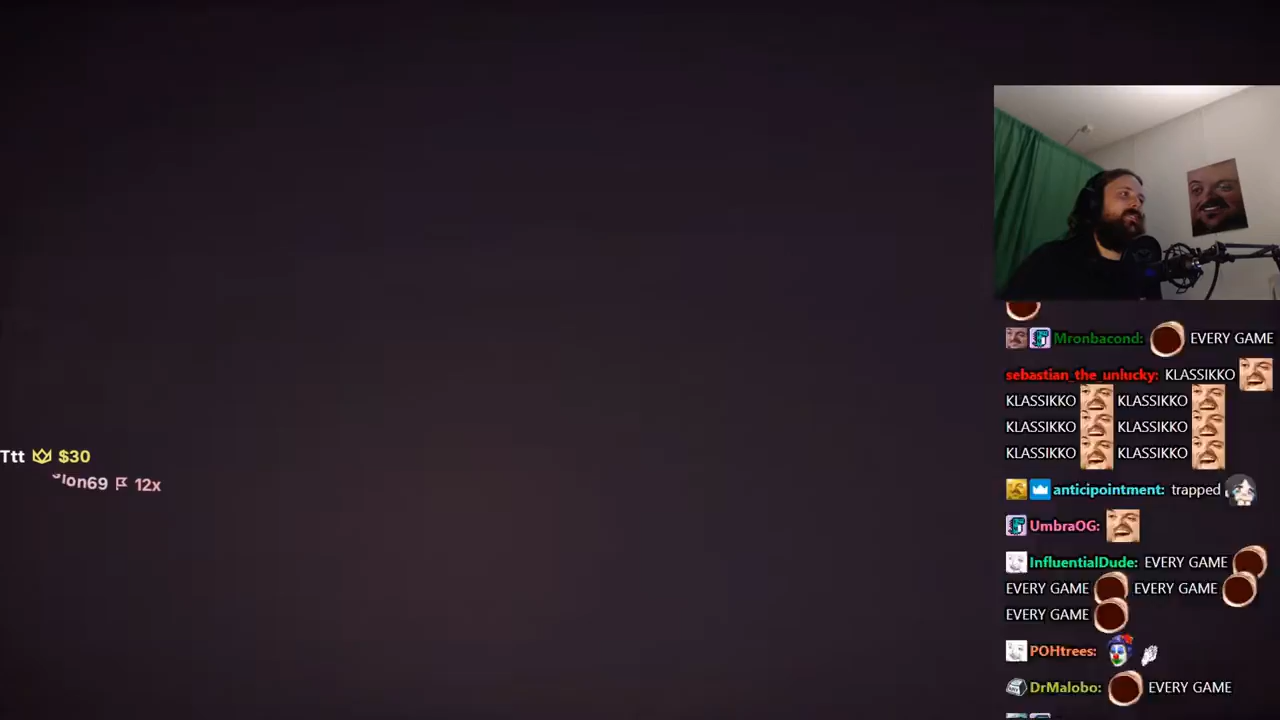 Ttt $30
ion69 12x
Mronbacond: EVERY GAME
sebastian_the_unlucky: KLASSIKKO
KLASSIKKO KLASSIKKO
KLASSIKKO KLASSIKKO
KLASSIKKO KLASSIKKO
anticipointment: trapped
UmbraOG:
InfluentialDude: EVERY GAME
EVERY GAME EVERY GAME
EVERY GAME
POHtrees:
DrMalobo: EVERY GAME